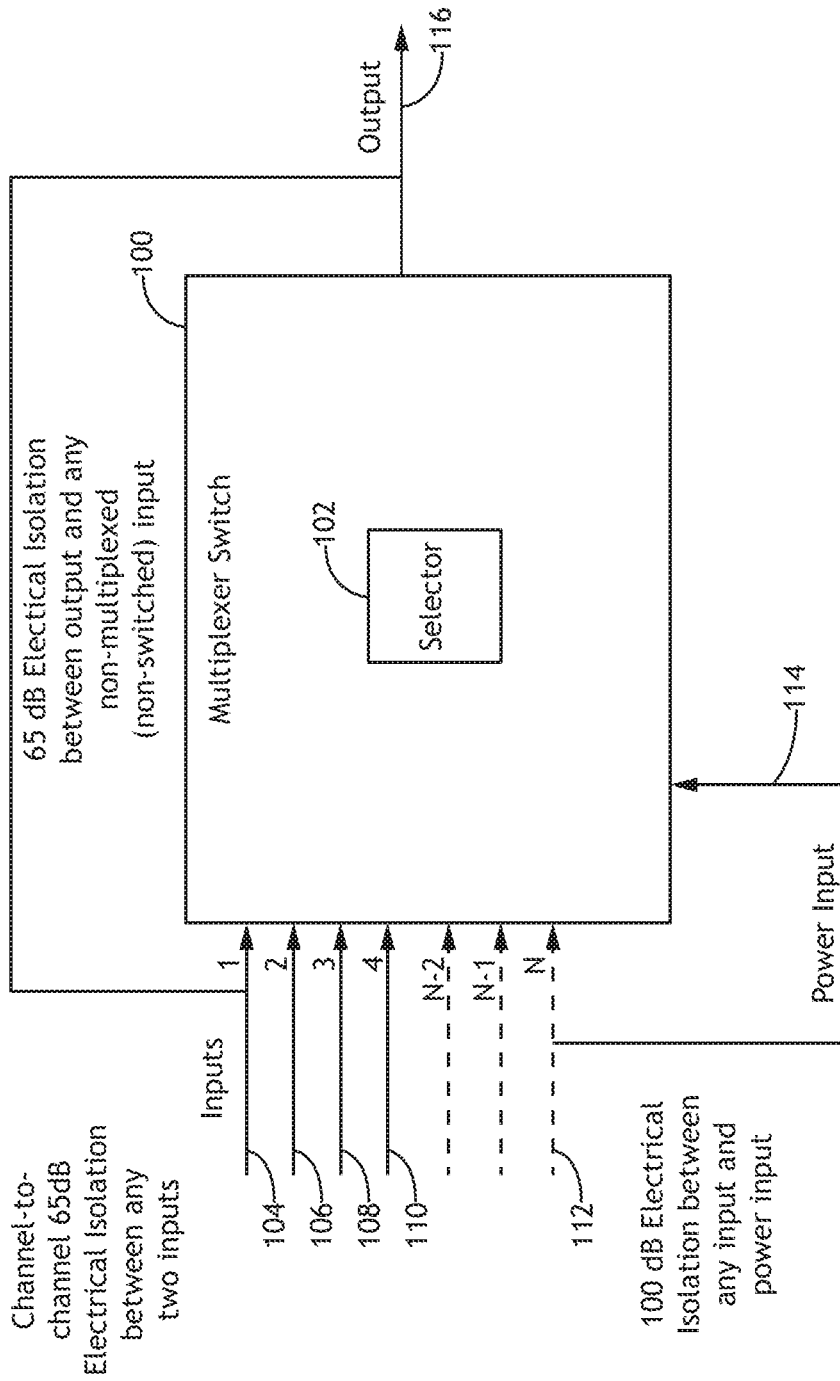 Channel-to-
channel 65dB
Electrical Isolation
between any
two inputs
65 dB Electical Isolation
between output and any
non-multiplexed
(non-switched) input
100
Inputs
104
106
108
110
112
1
2
3
4
N-2
N-1
N
Multiplexer Switch
102
Selector
Output
116
100 dB Electrical
Isolation between
any input and
power input
Power Input
114